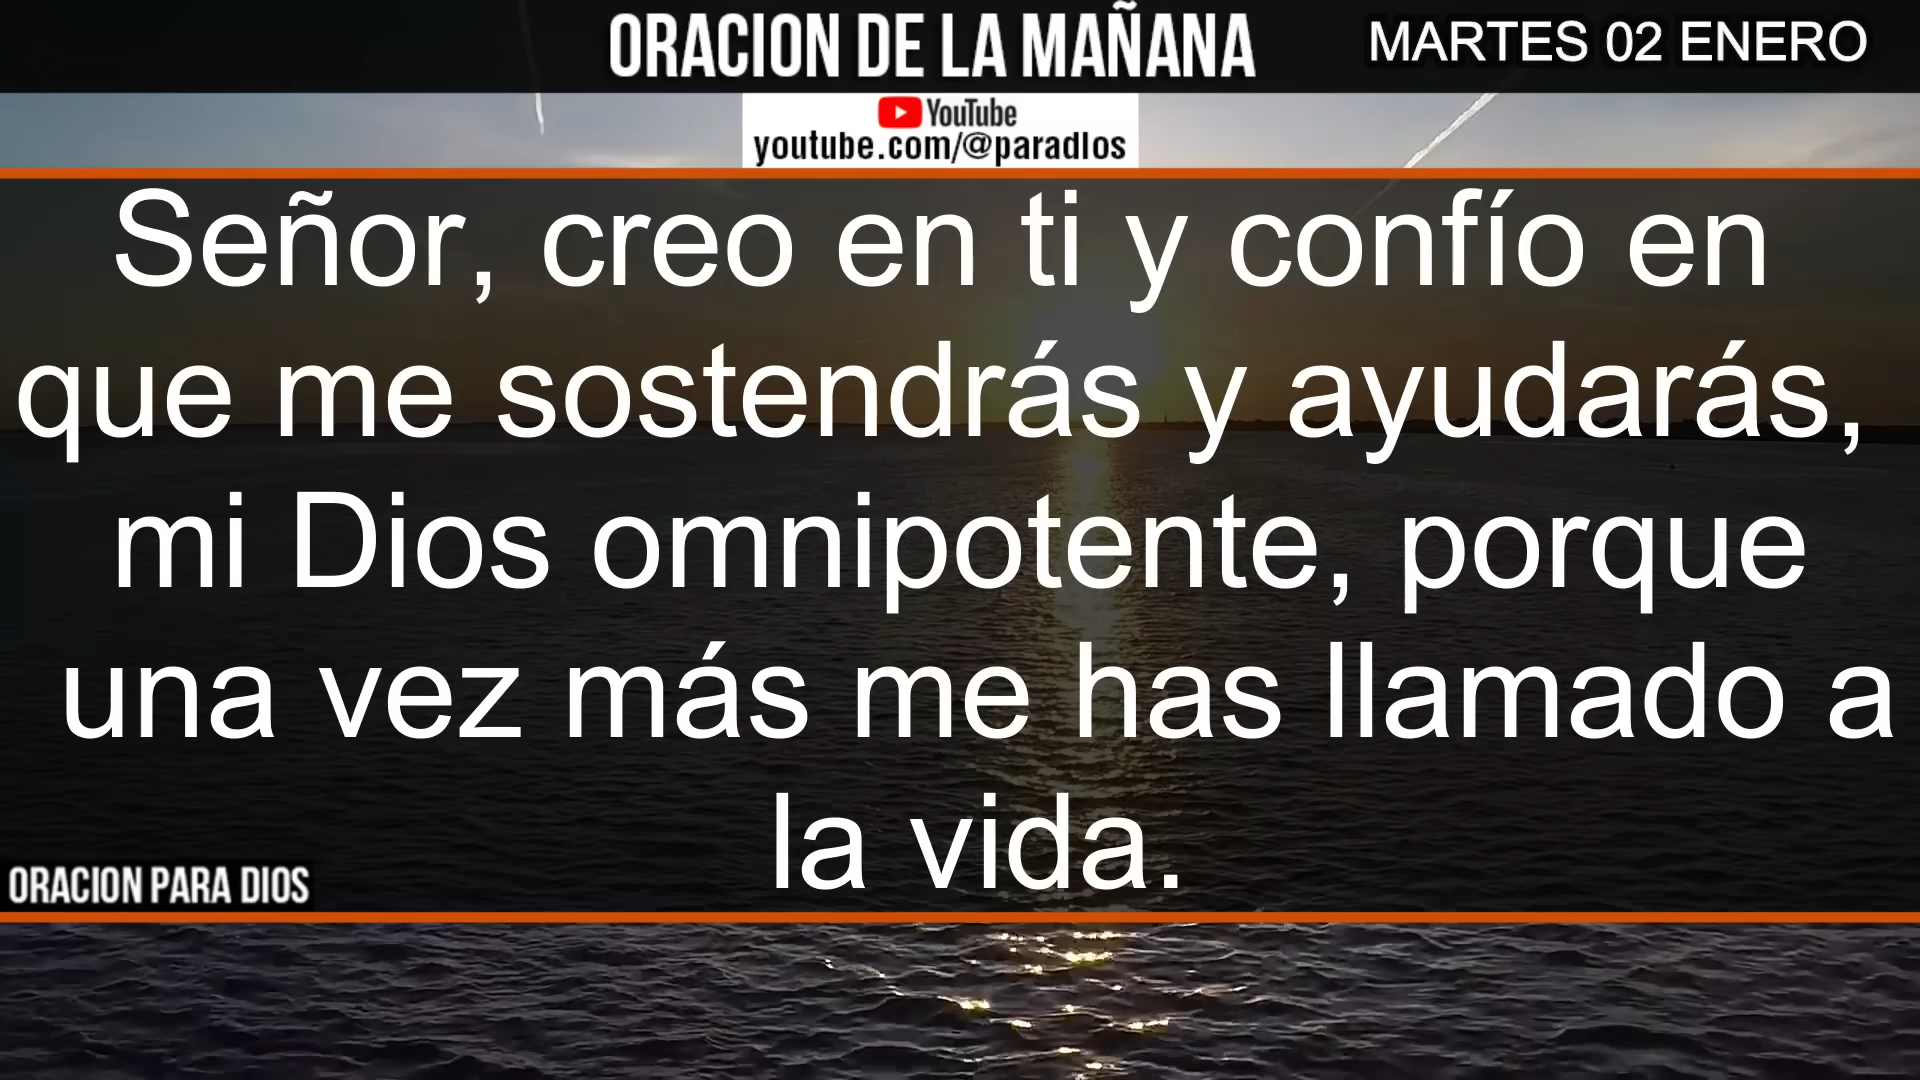 ORACION DE LA MAÑANA
MARTES 02 ENERO
YouTube
youtube.com/@paradIos
Señor, creo en ti y confío en
que me sostendrás y ayudarás,
mi Dios omnipotente, porque
una vez más me has llamado a
la vida.
ORACION PARA DIOS